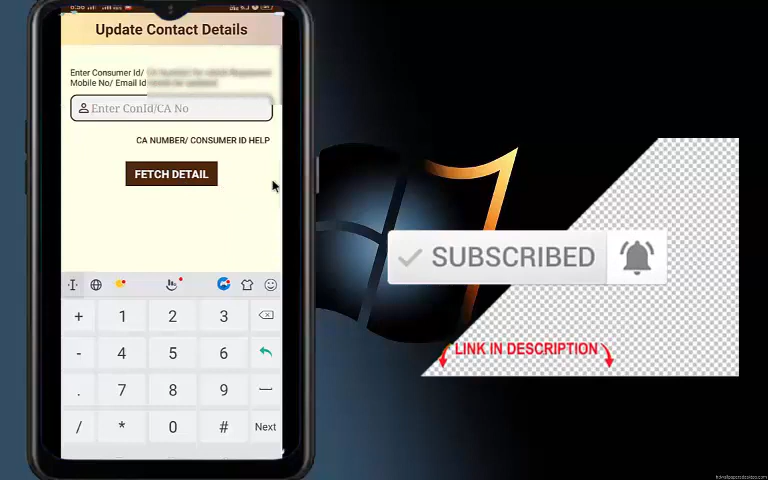 Update Contact Details
Enter Consumer Id/
Mobile No/ Email Id
Enter ConId/CA No
CA NUMBER/ CONSUMER ID HELP
FETCH DETAIL
SUBSCRIBED
LINK IN DESCRIPTION
+ 1 2 3
- 4 5 6
. 7 8 9
/ * 0 # Next